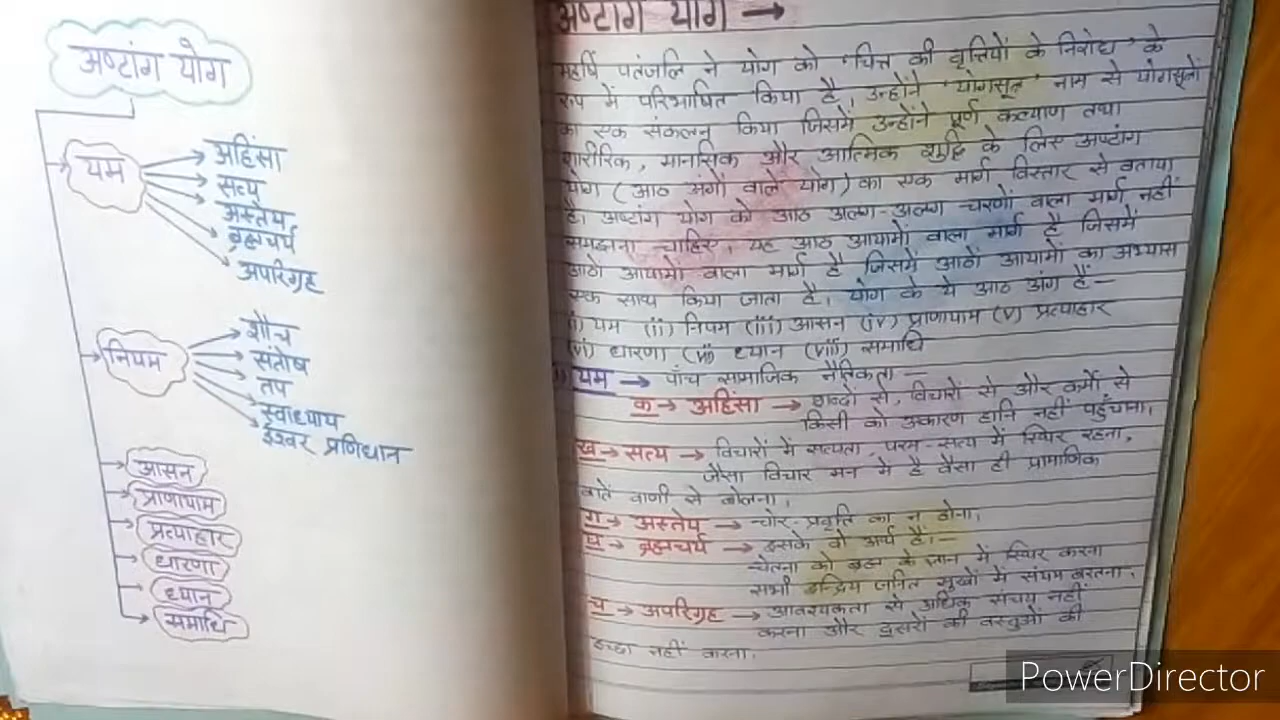 अष्टांग योग
यम
अहिंसा
सत्य
अस्तेय
ब्रह्मचर्य
अपरिग्रह
नियम
शौच
संतोष
तप
स्वाध्याय
ईश्वर प्रणिधान
आसन
प्राणायाम
प्रत्याहार
धारणा
ध्यान
समाधि
अष्टांग योग →
महर्षि पतंजलि ने योग को 'चित्त की वृत्तियों के निरोध' के
रूप में परिभाषित किया है, उन्होंने 'योगसूत्र' नाम से योगसूत्रों
का एक संकलन किया जिसमें उन्होंने पूर्ण कल्याण तथा
शारीरिक, मानसिक और आत्मिक शुद्धि के लिए अष्टांग
योग (आठ अंगों वाले योग) का एक मार्ग विस्तार से बताया
है। अष्टांग योग को आठ अलग-अलग चरणों वाला मार्ग नहीं
समझना चाहिए, यह आठ आयामों वाला मार्ग है जिसमें
आठों आयामों वाला मार्ग है जिसमें आठों आयामों का अभ्यास
एक साथ किया जाता है, योग के ये आठ अंग हैं-
(i) यम (ii) नियम (iii) आसन (iv) प्राणायाम (v) प्रत्याहार
(vi) धारणा (vii) ध्यान (viii) समाधि
यम → पाँच सामाजिक नैतिकता -
क → अहिंसा → शब्दों से, विचारों से और कर्मों से
किसी को अकारण हानि नहीं पहुँचाना,
ख → सत्य → विचारों में सत्यता परम-सत्य में स्थिर रहना,
जैसा विचार मन में है वैसा ही प्रामाणिक
बातें वाणी से बोलना,
ग → अस्तेय → चोर-प्रवृति का न होना,
घ → ब्रह्मचर्य → इसके दो अर्थ हैं।-
चेतना को ब्रह्म के ज्ञान में स्थिर करना
सभी इन्द्रिय जनित सुखों में संयम बरतना,
च → अपरिग्रह → आवश्यकता से अधिक संचय नहीं
करना और दूसरों की वस्तुओं की
इच्छा नहीं करना.
PowerDirector